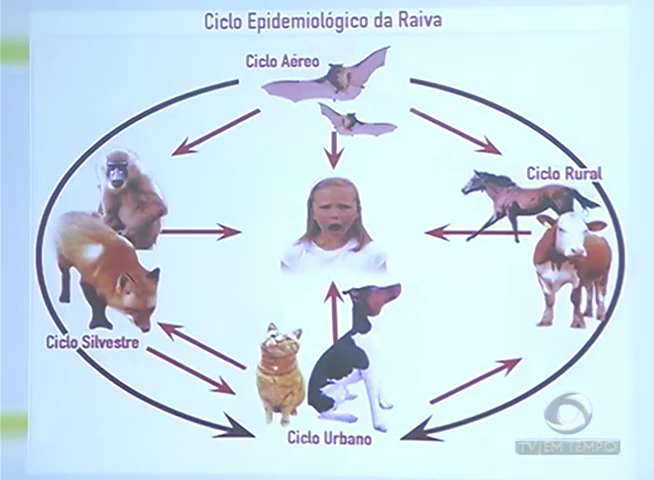 Ciclo Epidemiológico da Raiva
Ciclo Aéreo
Ciclo Rural
Ciclo Silvestre
Ciclo Urbano
TV EM TEMPO